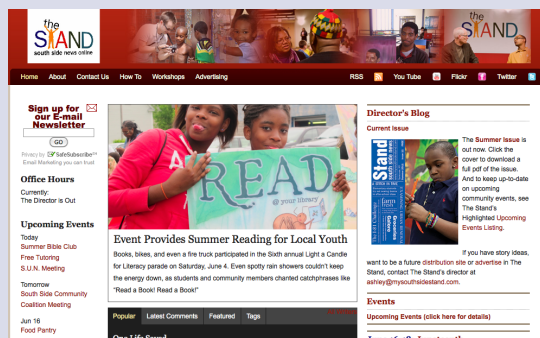 the
STAND
south side news online
the
STAND
Home About Contact Us How To Workshops Advertising RSS You Tube Flickr Twitter
Sign up for
our E-mail
Newsletter
GO
Privacy by SafeSubscribe
Email Marketing you can trust
Office Hours
Currently:
The Director is Out
Upcoming Events
Today
Summer Bible Club
Free Tutoring
S.U.N. Meeting
Tomorrow
South Side Community
Coalition Meeting
Jun 16
Food Pantry
READ
@ your library
Event Provides Summer Reading for Local Youth
Books, bikes, and even a fire truck participated in the Sixth annual Light a Candle
for Literacy parade on Saturday, June 4. Even spotty rain showers couldn't keep
the energy down, as students and community members chanted catchphrases like
"Read a Book! Read a Book!"
Popular Latest Comments Featured Tags
One Life Saved
Director's Blog
Current Issue
Stand
The Summer Issue is
out now. Click the
cover to download a
full pdf of the issue.
And to keep up-to-date
on upcoming
community events, see
The Stand's
Highlighted Upcoming
Events Listing.
If you have story ideas,
want to be a future distribution site or advertise in The
Stand, contact The Stand's director at
ashley@mysouthsidestand.com.
Events
Upcoming Events (click here for details)